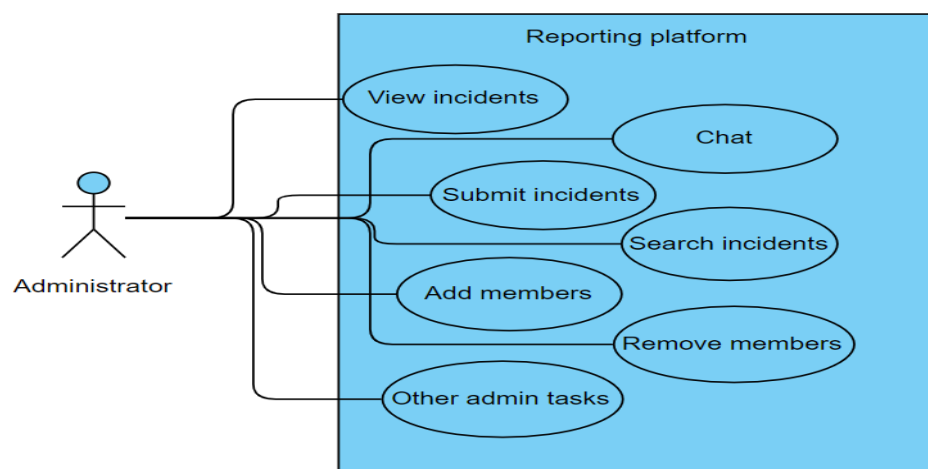 Reporting platform
View incidents
Chat
Submit incidents
Search incidents
Administrator
Add members
Remove members
Other admin tasks